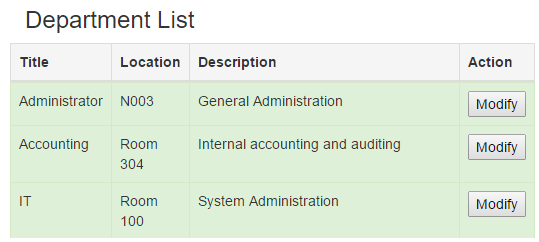 Department List
Title Location Description Action
Administrator N003 General Administration Modify
Accounting Room 304 Internal accounting and auditing Modify
IT Room 100 System Administration Modify